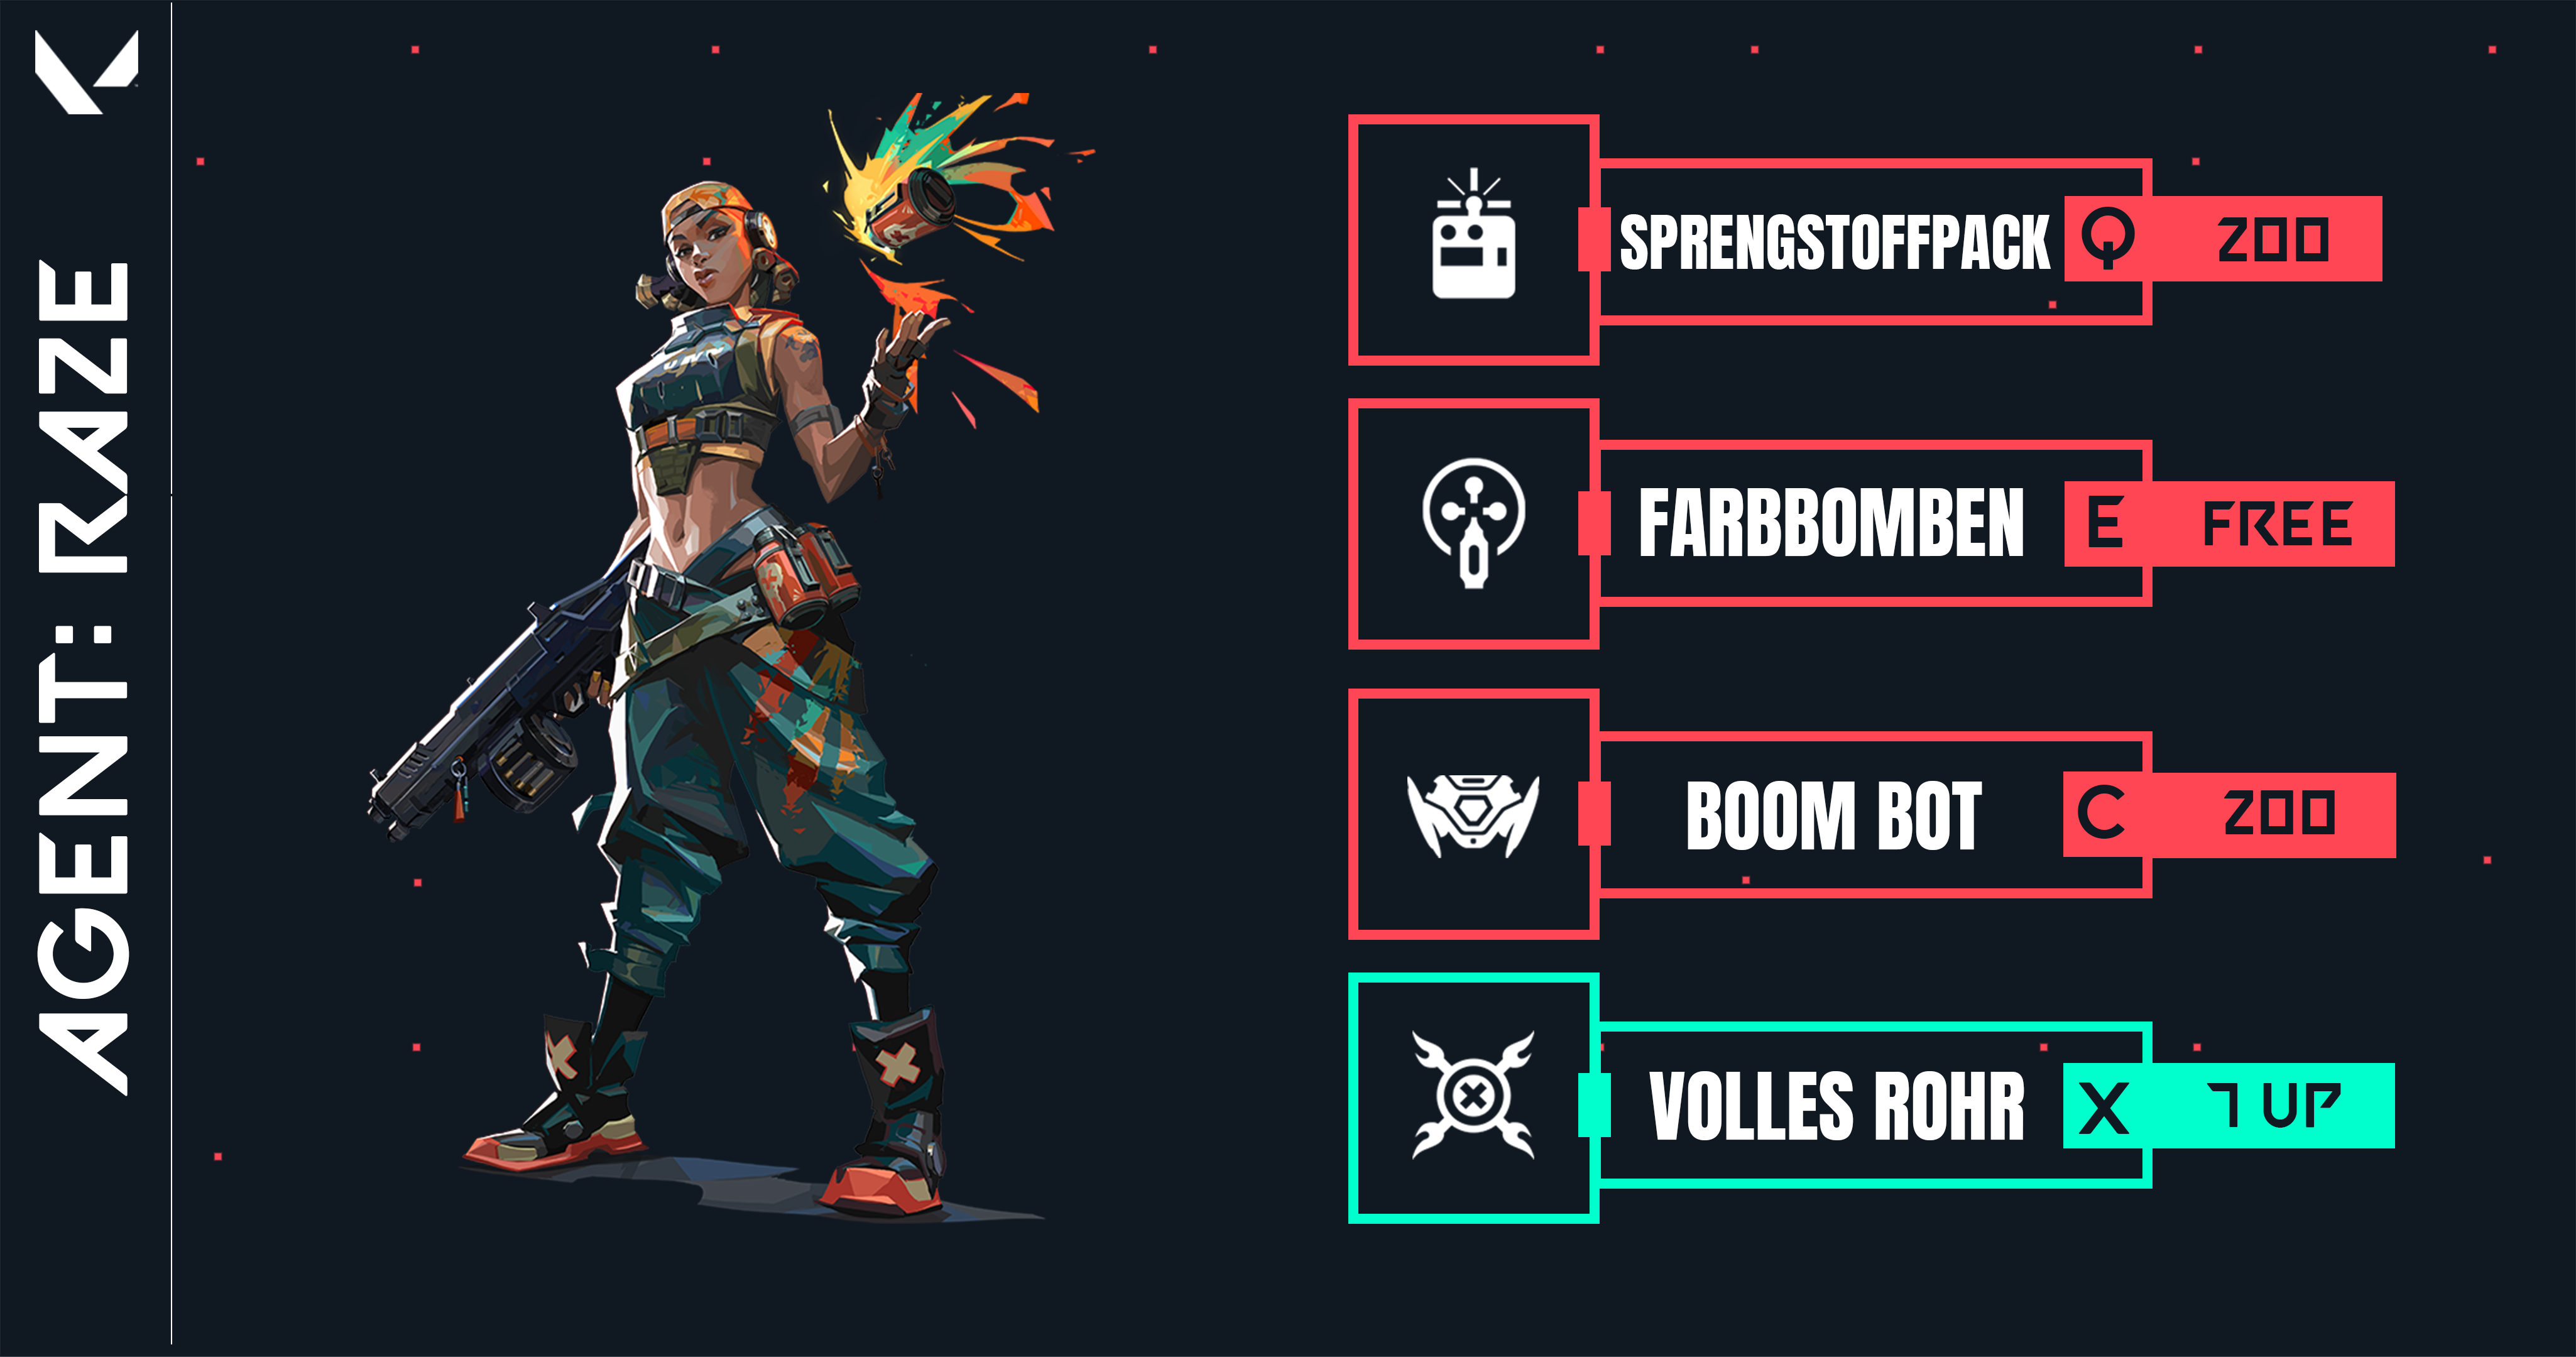 AGENT: RAZE
SPRENGSTOFFPACK Q 200
FARBBOMBEN E FREE
BOOM BOT C 200
VOLLES ROHR X 7 UP